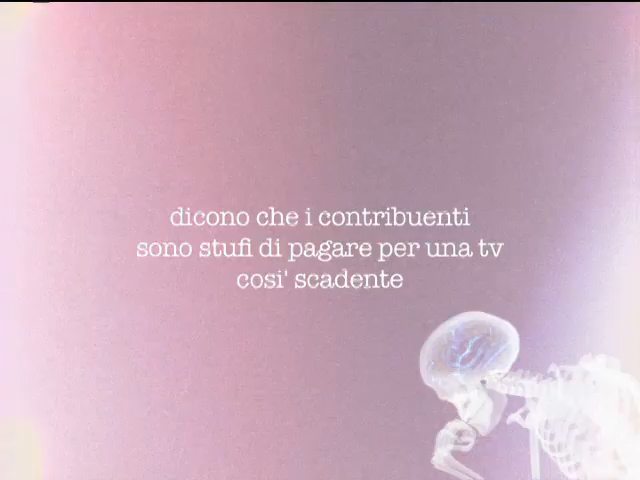 dicono che i contribuenti
sono stufi di pagare per una tv
cosi' scadente